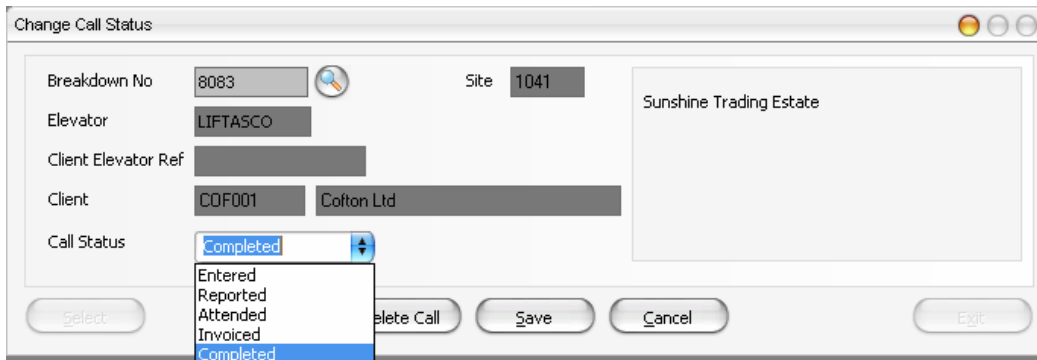 Change Call Status
Breakdown No 8083 Site 1041
Sunshine Trading Estate
Elevator LIFTASCO
Client Elevator Ref
Client COF001 Cofton Ltd
Call Status Completed
Entered
Reported
Attended
Invoiced
Completed
Select elete Call Save Cancel Exit